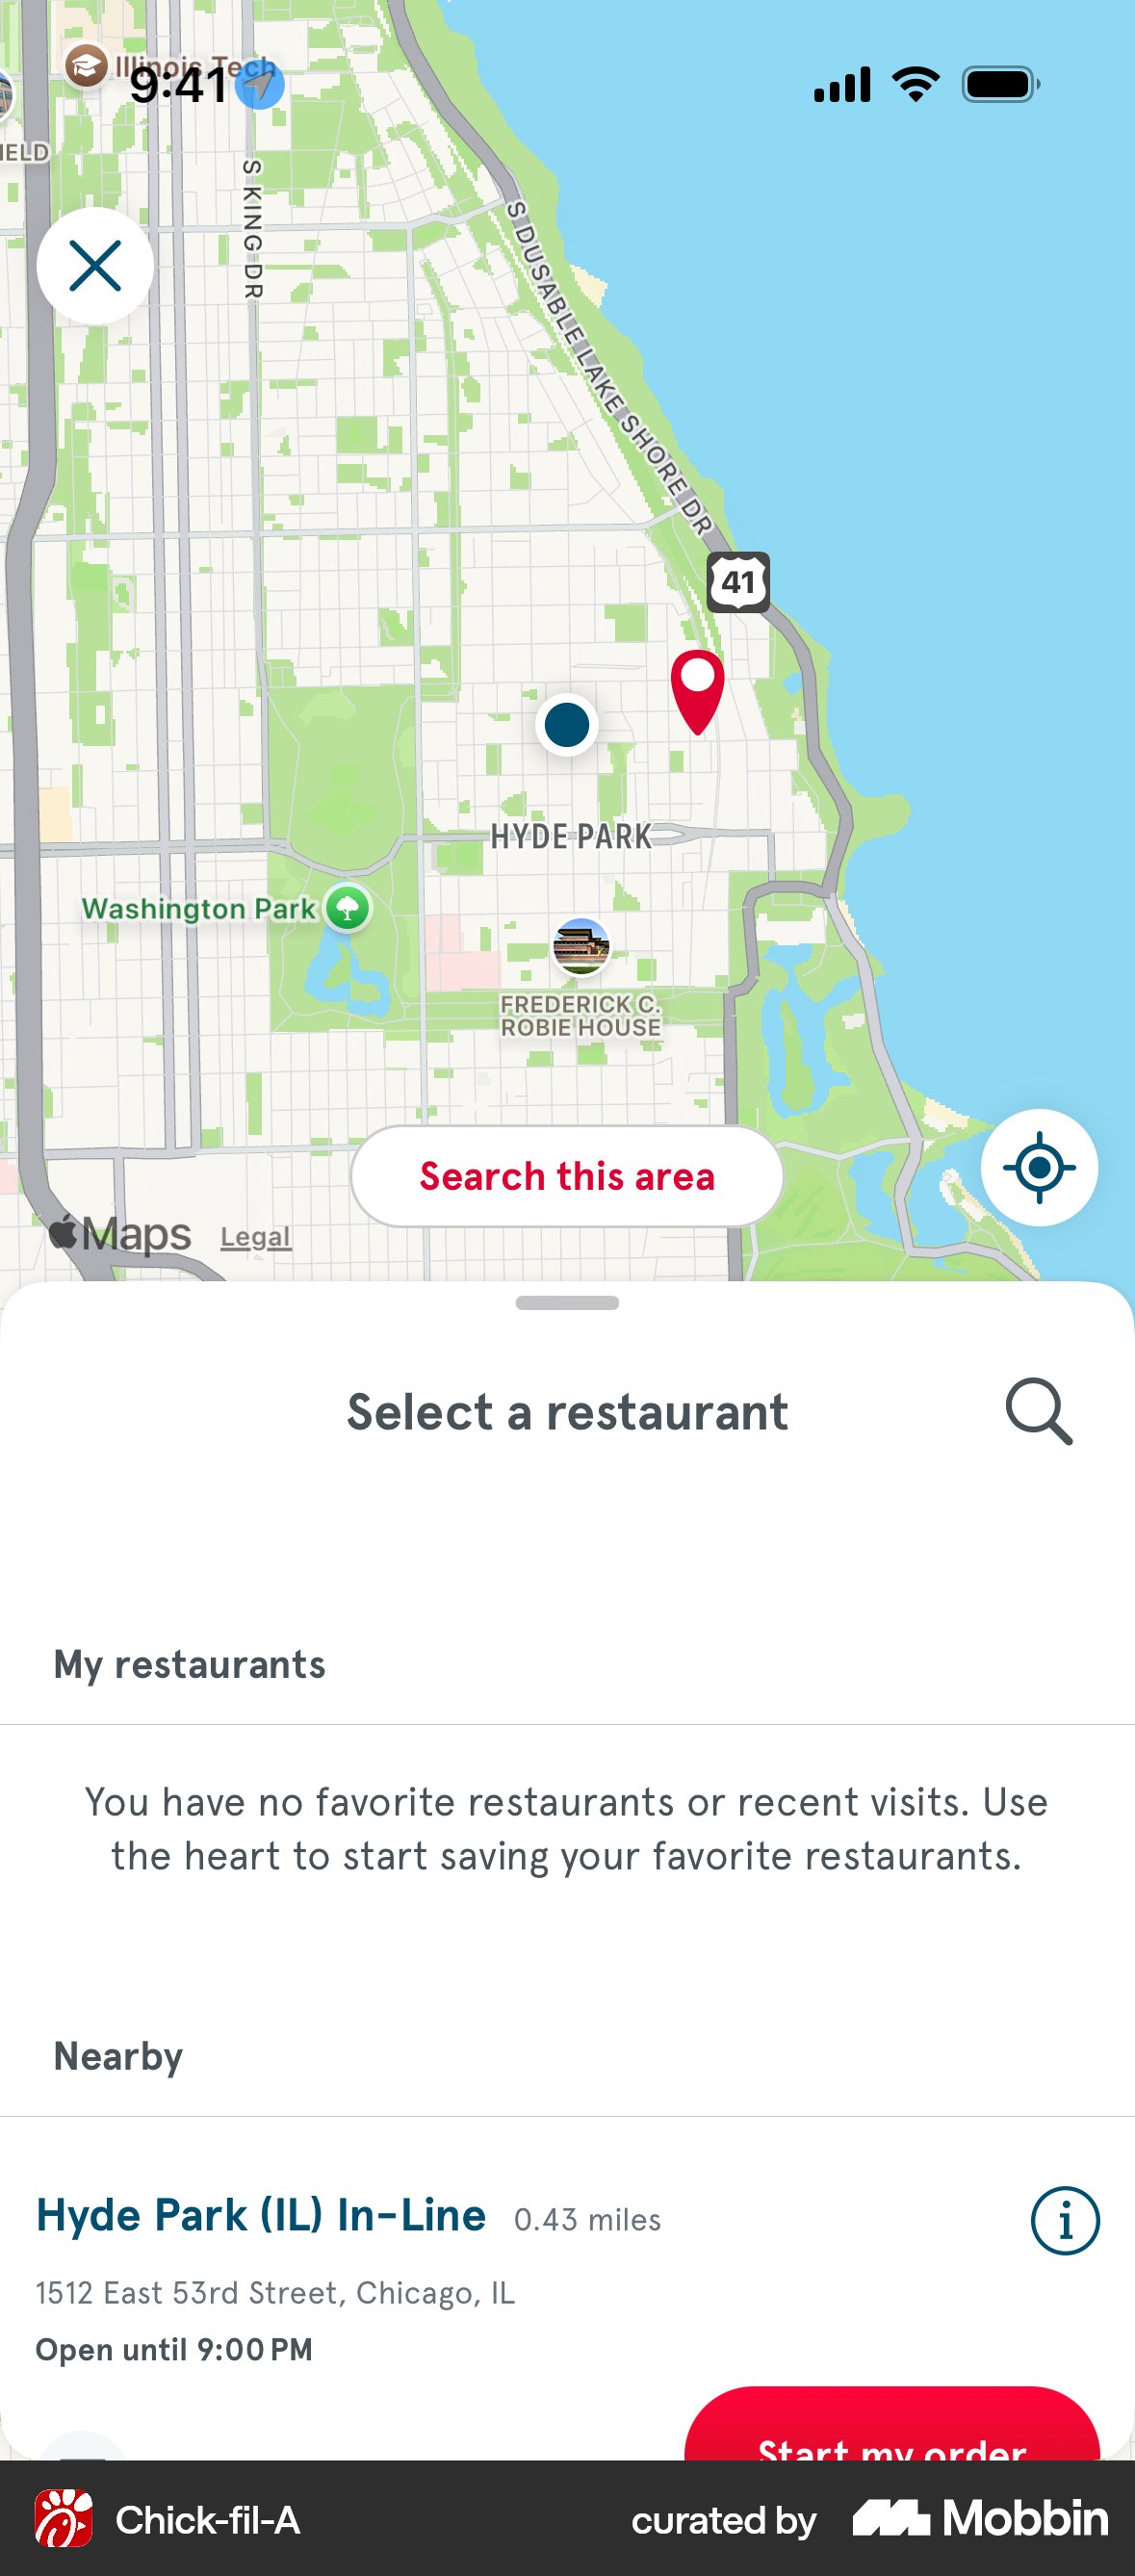 Illinois Tech
9:41
IELD
S KING DR
S DUSABLE LAKE SHORE DR
41
HYDE PARK
Washington Park
FREDERICK C.
ROBIE HOUSE
Search this area
Maps Legal
Select a restaurant
My restaurants
You have no favorite restaurants or recent visits. Use
the heart to start saving your favorite restaurants.
Nearby
Hyde Park (IL) In-Line 0.43 miles
1512 East 53rd Street, Chicago, IL
Open until 9:00 PM
Start my order
Chick-fil-A
curated by Mobbin